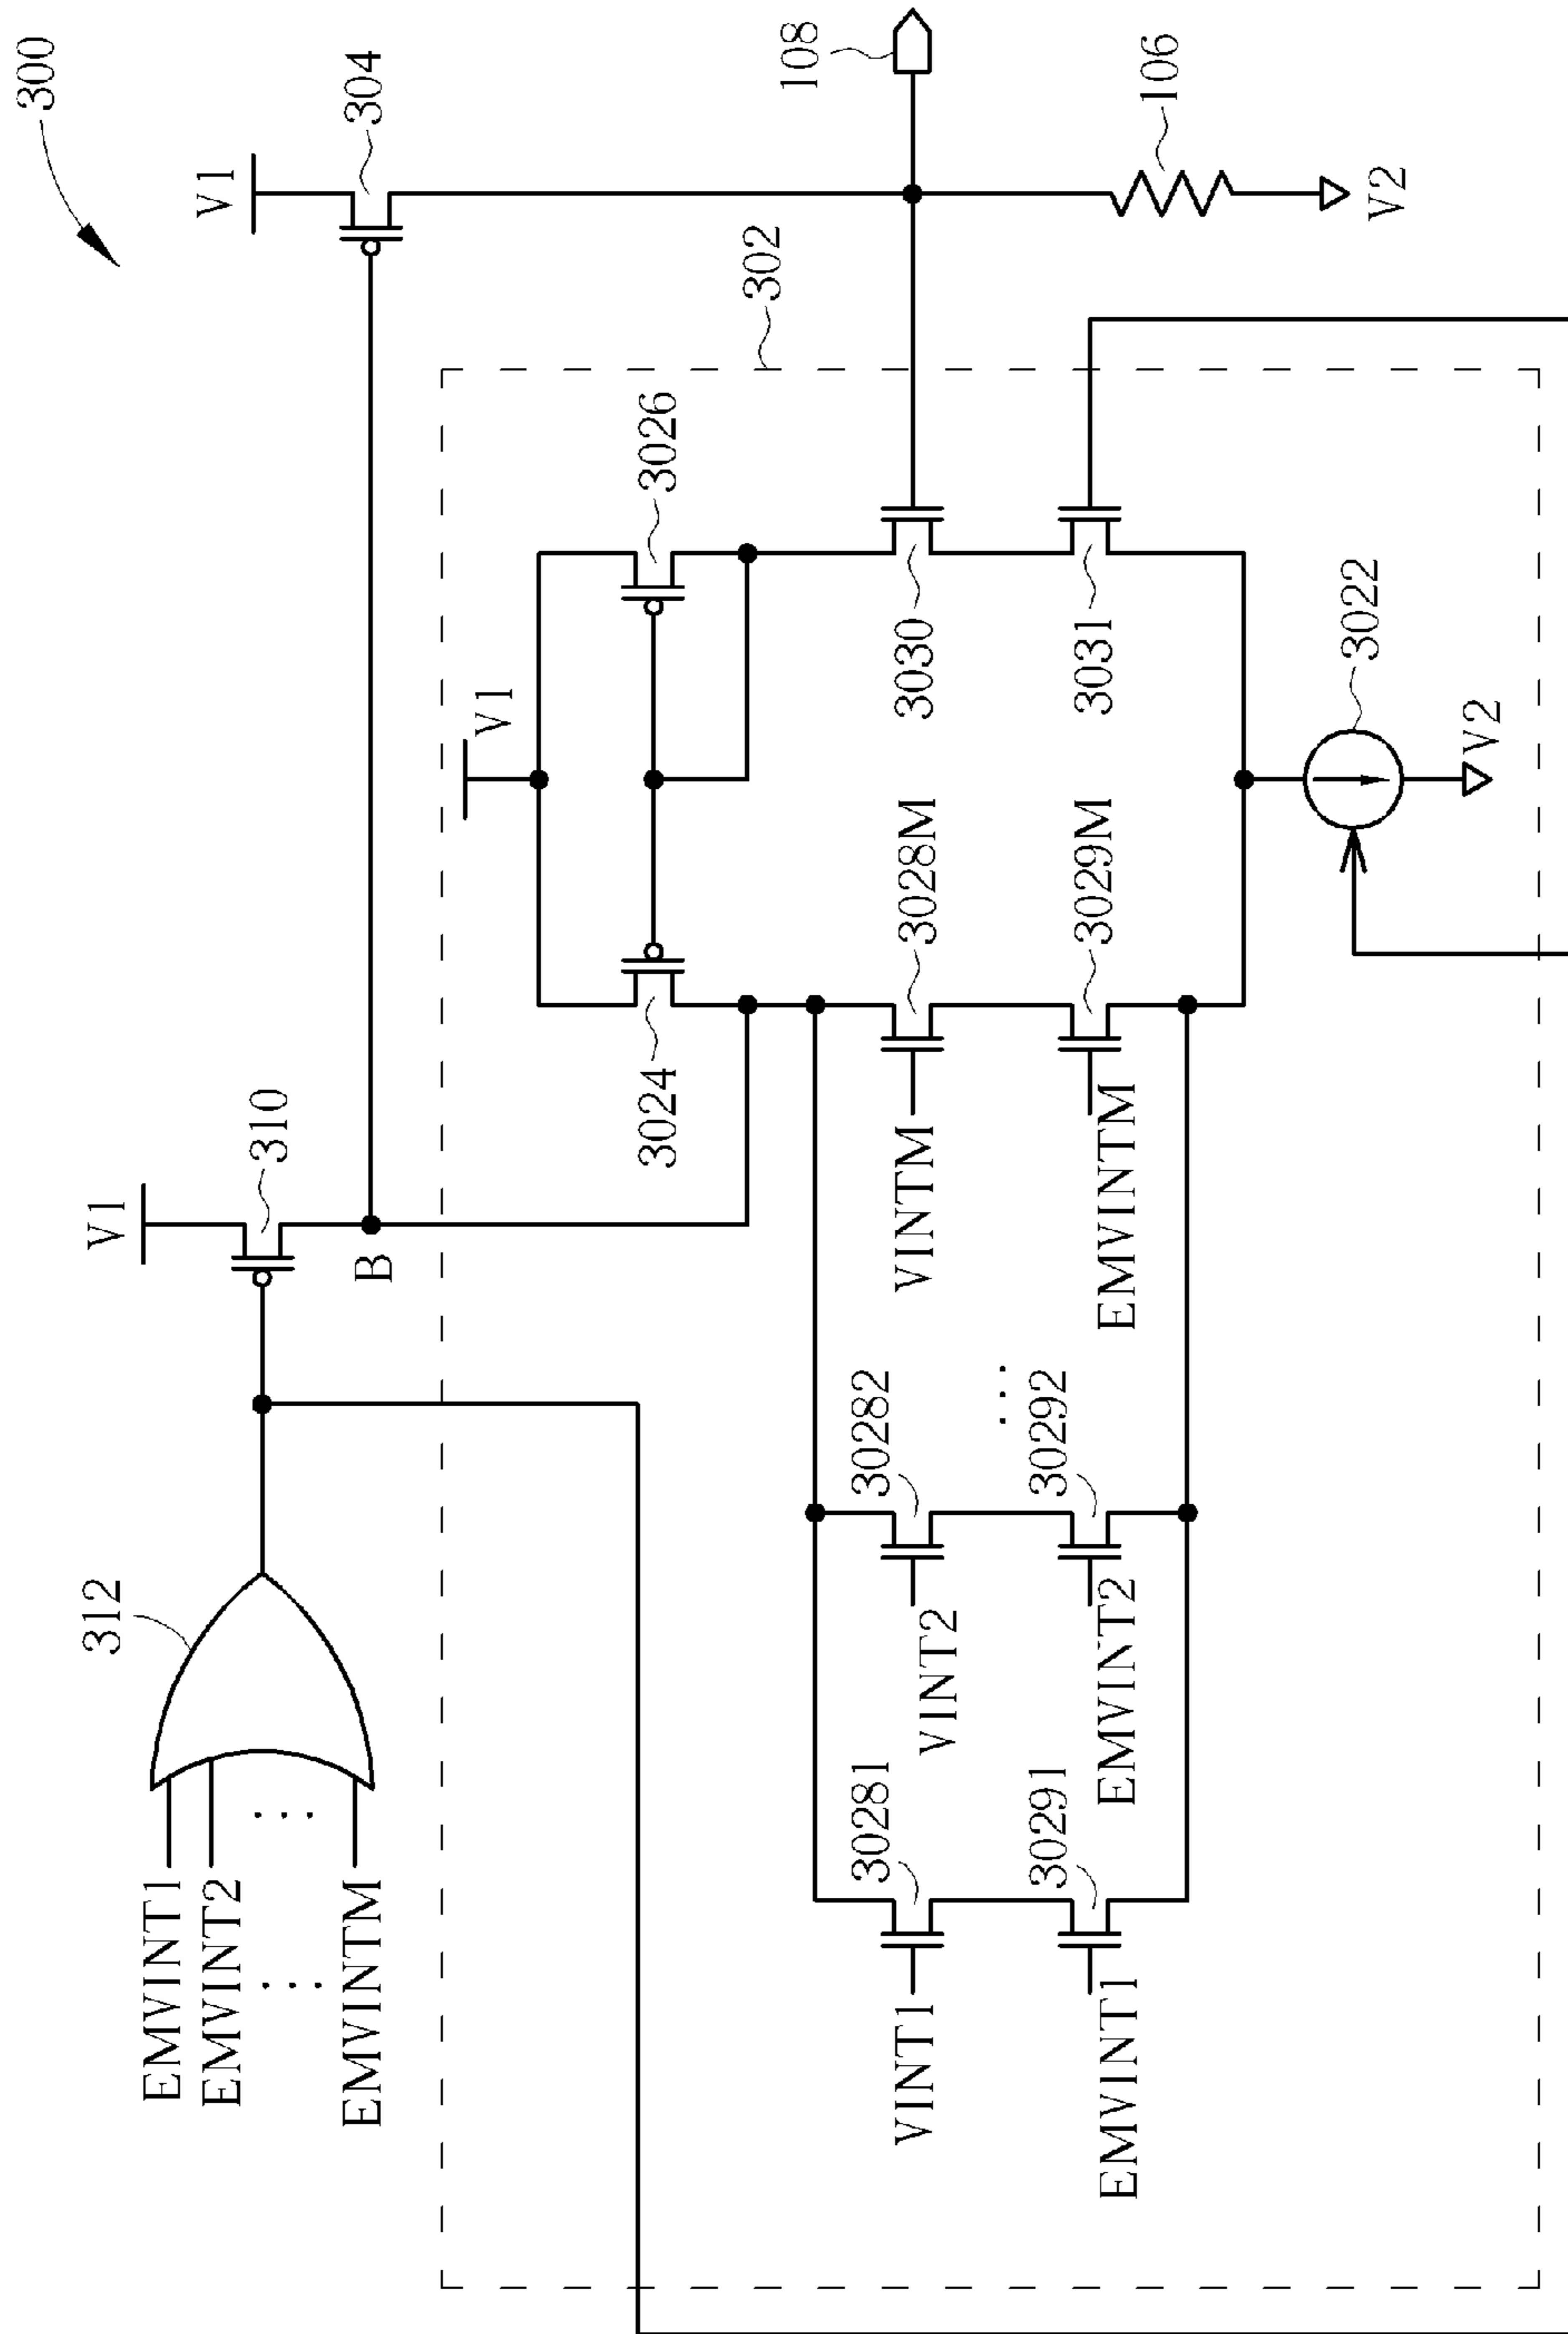 300
V1
304
108
106
V2
302
V1
310
B
312
EMVINT1
EMVINT2
⋮
EMVINTM
⋮
V1
3026
3024
3030
3031
3028M
3029M
VINTM
EMVINTM
3022
V2
30282
30292
...
VINT2
EMVINT2
30281
30291
VINT1
EMVINT1